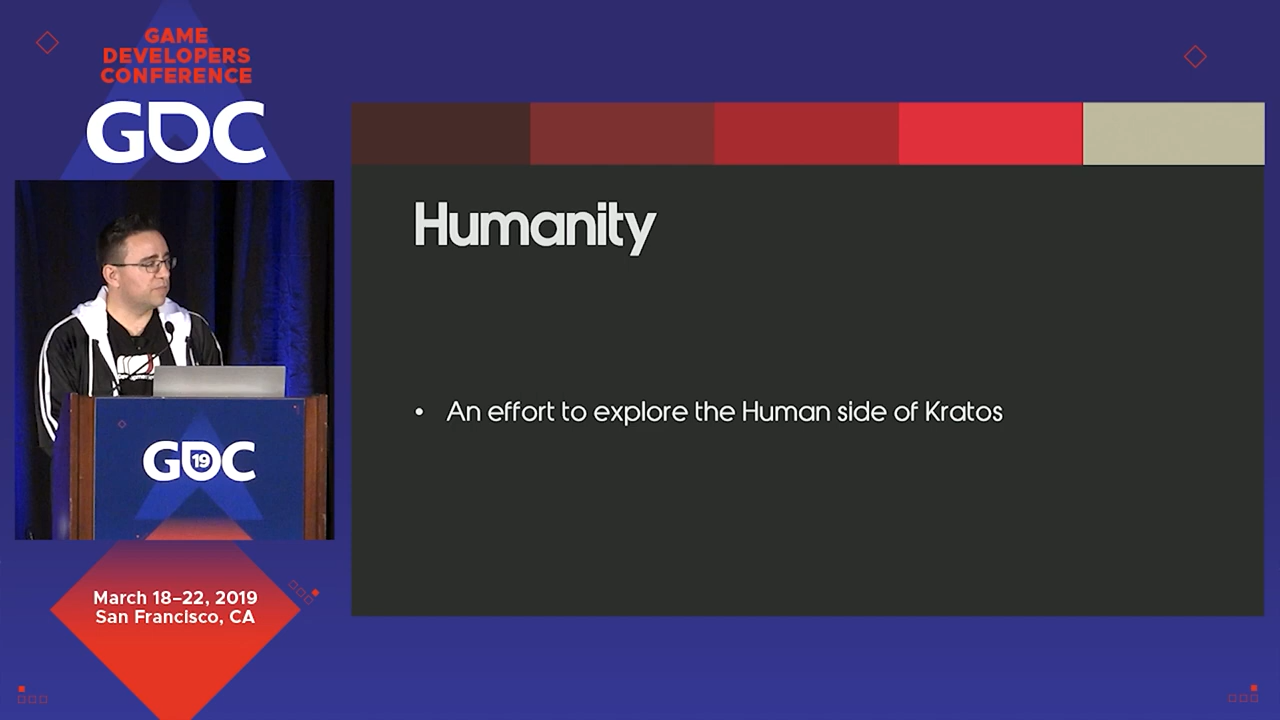 GAME
DEVELOPERS
CONFERENCE
GDC
Humanity
• An effort to explore the Human side of Kratos
GDC
19
March 18–22, 2019
San Francisco, CA